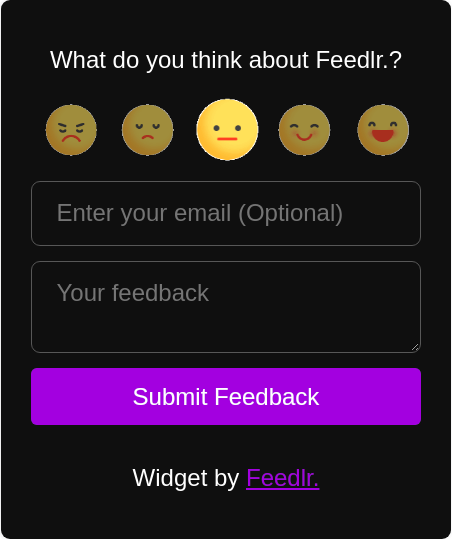 What do you think about Feedlr.?
Enter your email (Optional)
Your feedback
Submit Feedback
Widget by Feedlr.